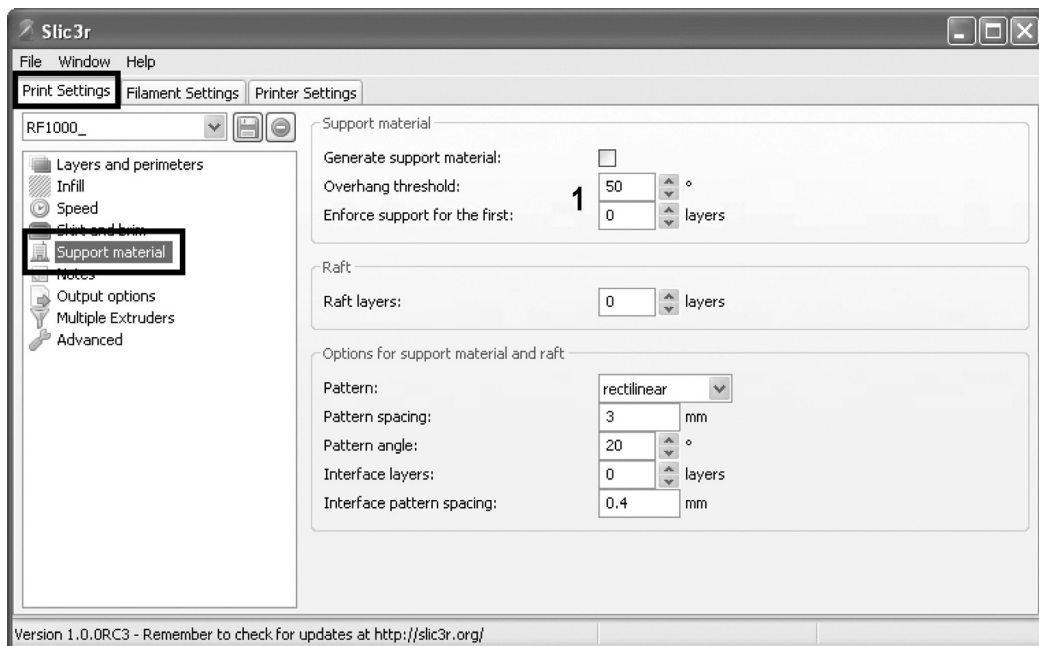 Slic3r
File Window Help
Print Settings Filament Settings Printer Settings
RF1000_
Layers and perimeters
Infill
Speed
Skirt and brim
Support material
Notes
Output options
Multiple Extruders
Advanced
Support material
Generate support material:
Overhang threshold: 50 °
1
Enforce support for the first: 0 layers
Raft
Raft layers: 0 layers
Options for support material and raft
Pattern: rectilinear
Pattern spacing: 3 mm
Pattern angle: 20 °
Interface layers: 0 layers
Interface pattern spacing: 0.4 mm
Version 1.0.0RC3 - Remember to check for updates at http://slic3r.org/